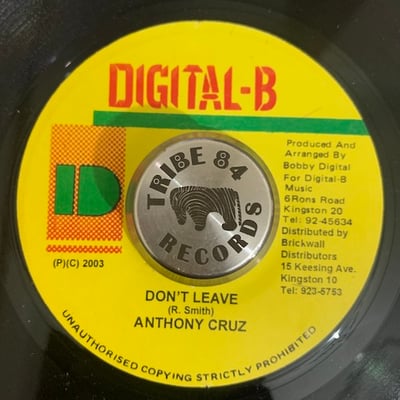 DIGITAL-B
Produced And
Arranged By
Bobby Digital
For Digital-B
Music
6Rons Road
Kingston 20
Tel: 92-45634
Distributed by
Brickwall
Distributors
15 Keesing Ave.
Kingston 10
Tel: 923-5753
D
TRIBE 84
RECORDS
(P)(C) 2003
DON'T LEAVE
(R. Smith)
ANTHONY CRUZ
UNAUTHORISED COPYING STRICTLY PROHIBITED